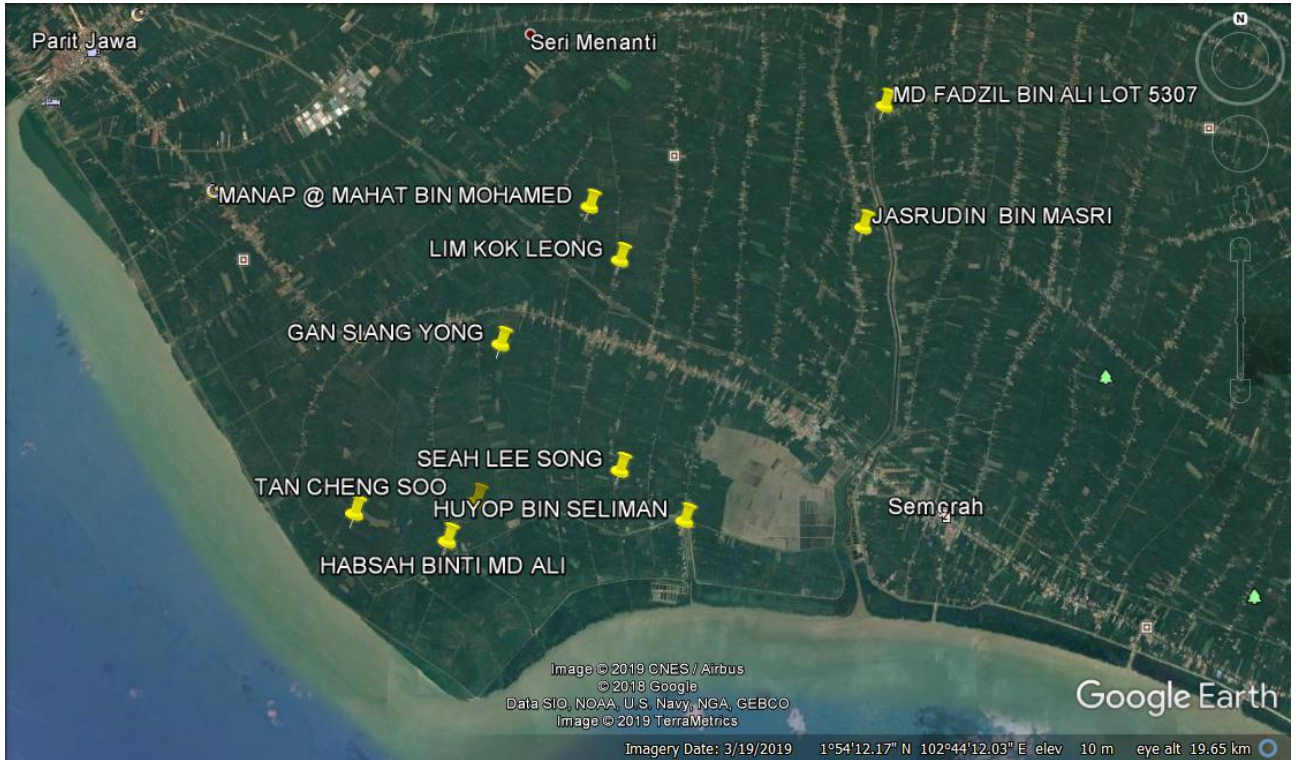 N
Parit Jawa
Seri Menanti
MD FADZIL BIN ALI LOT 5307
MANAP @ MAHAT BIN MOHAMED
JASRUDIN  BIN MASRI
LIM KOK LEONG
GAN SIANG YONG
SEAH LEE SONG
TAN CHENG SOO
HUYOP BIN SELIMAN
Semerah
HABSAH BINTI MD ALI
Image © 2019 CNES / Airbus
© 2018 Google
Data SIO, NOAA, U.S. Navy, NGA, GEBCO
Image © 2019 TerraMetrics
Google Earth
Imagery Date: 3/19/2019    1°54'12.17" N  102°44'12.03" E  elev   10 m    eye alt  19.65 km